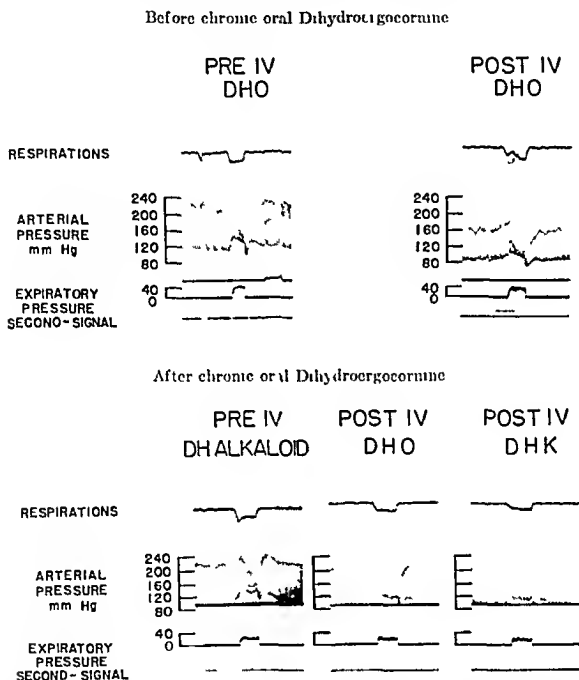 Before chronic oral Dihydroergocornine
PRE IV
DHO
POST IV
DHO
RESPIRATIONS
ARTERIAL
PRESSURE
mm Hg
240
200
160
120
80
240
200
160
120
80
EXPIRATORY
PRESSURE
SECOND-SIGNAL
40
0
40
0
After chronic oral Dihydroergocornine
PRE IV
DH ALKALOID
POST IV
DHO
POST IV
DHK
RESPIRATIONS
ARTERIAL
PRESSURE
mm Hg
240
200
160
120
80
EXPIRATORY
PRESSURE
SECOND-SIGNAL
40
0